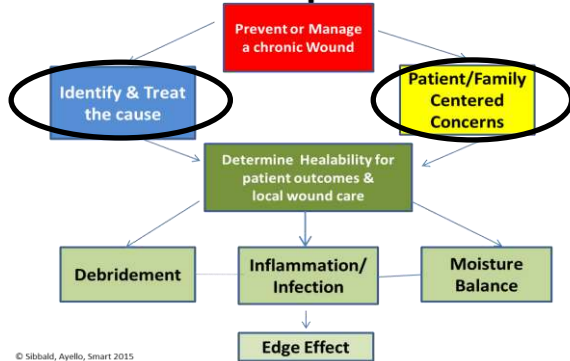 Prevent or Manage
a chronic Wound
Identify & Treat
the cause
Patient/Family
Centered
Concerns
Determine Healability for
patient outcomes &
local wound care
Debridement
Inflammation/
Infection
Moisture
Balance
Edge Effect
© Sibbald, Ayello, Smart 2015